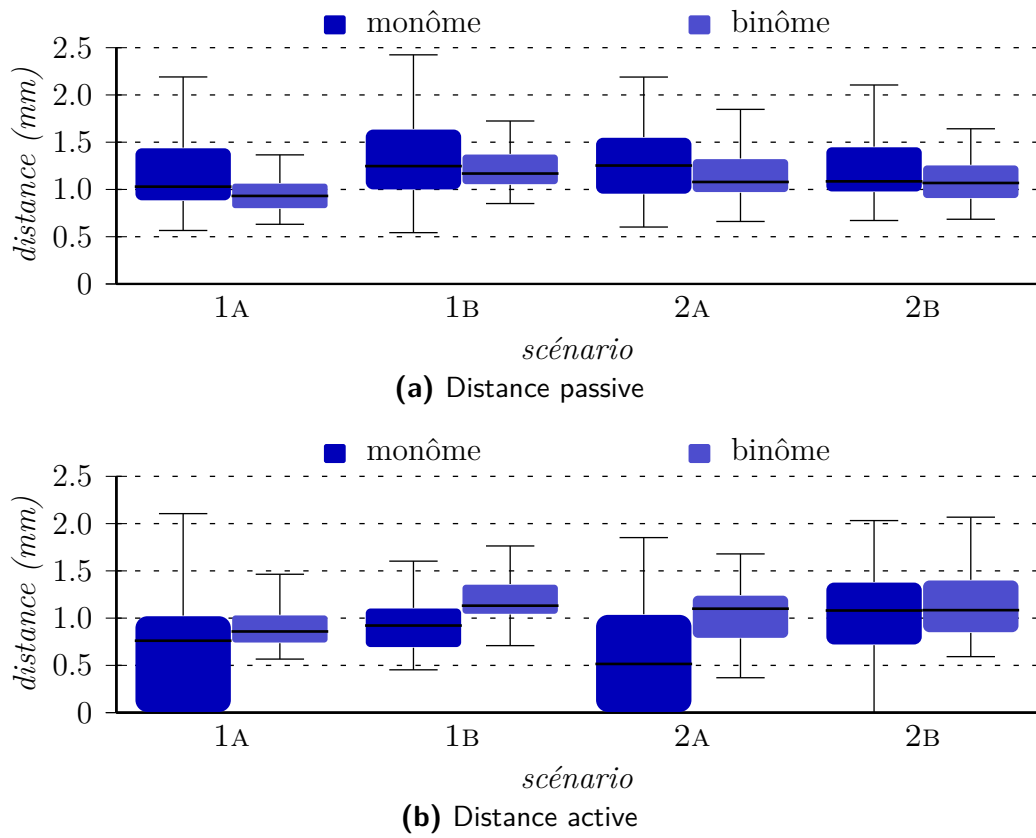 monôme binôme
2.5
2.0
1.5
1.0
0.5
0
distance (mm)
1A 1B 2A 2B
scénario
(a) Distance passive
monôme binôme
2.5
2.0
1.5
1.0
0.5
0
distance (mm)
1A 1B 2A 2B
scénario
(b) Distance active